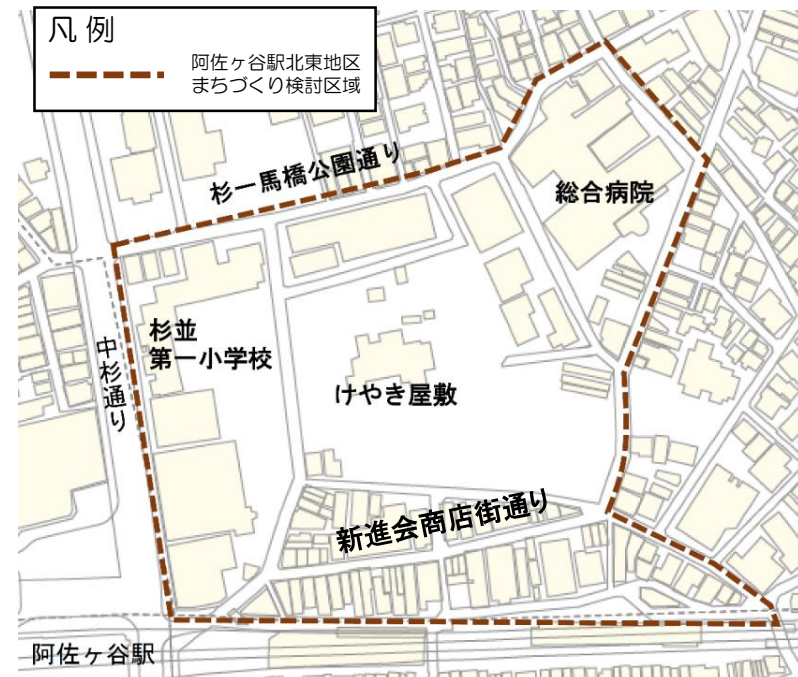 凡例
阿佐ヶ谷駅北東地区
まちづくり検討区域
杉一馬橋公園通り
総合病院
杉並
第一小学校
中杉通り
けやき屋敷
新進会商店街通り
阿佐ヶ谷駅